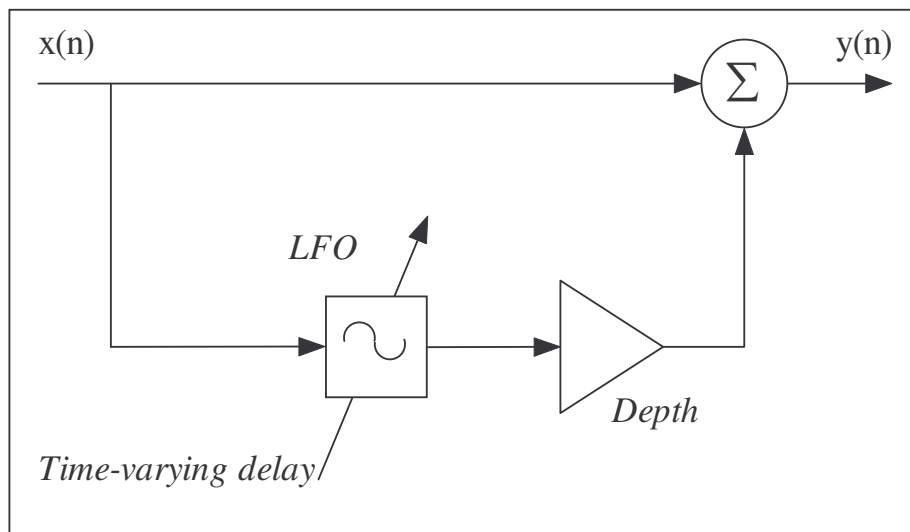 x(n)
y(n)
Σ
LFO
Depth
Time-varying delay